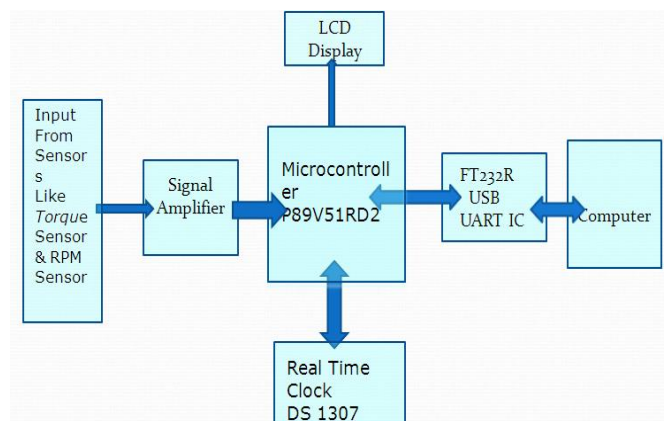 LCD
Display
Input
From
Sensor
s
Like
Torque
Sensor
& RPM
Sensor
Signal
Amplifier
Microcontroll
er
P89V51RD2
FT232R
USB
UART IC
Computer
Real Time
Clock
DS 1307